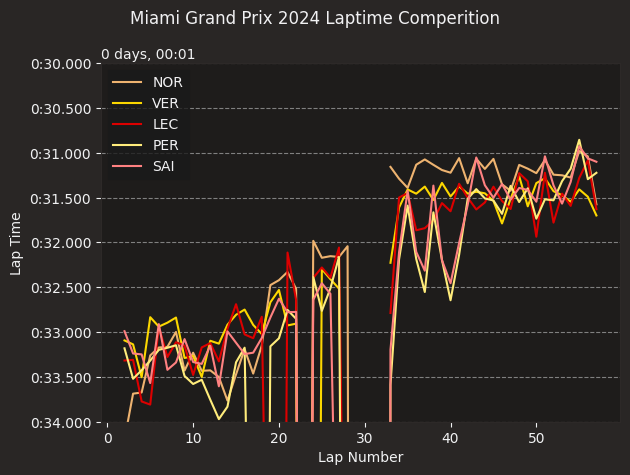 Miami Grand Prix 2024 Laptime Comperition
0 days, 00:01
0:30.000
0:30.500
0:31.000
0:31.500
0:32.000
0:32.500
0:33.000
0:33.500
0:34.000
NOR
VER
LEC
PER
SAI
Lap Time
0
10
20
30
40
50
Lap Number